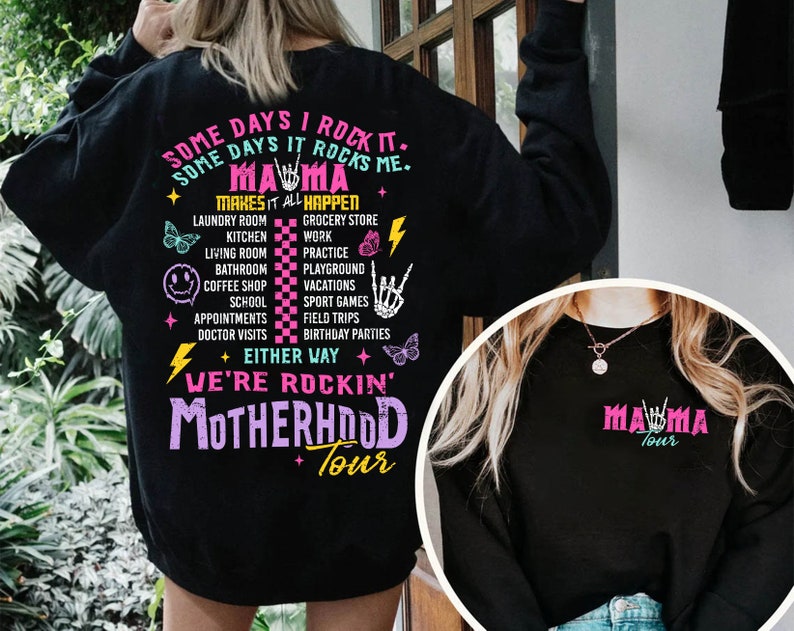 SOME DAYS I ROCK IT.
SOME DAYS IT ROCKS ME.
MAMA
MAKES IT ALL HAPPEN
LAUNDRY ROOM GROCERY STORE
KITCHEN WORK
LIVING ROOM PRACTICE
BATHROOM PLAYGROUND
COFFEE SHOP VACATIONS
SCHOOL SPORT GAMES
APPOINTMENTS FIELD TRIPS
DOCTOR VISITS BIRTHDAY PARTIES
EITHER WAY
WE'RE ROCKIN'
MOTHERHOOD
Tour
MAMA
Tour